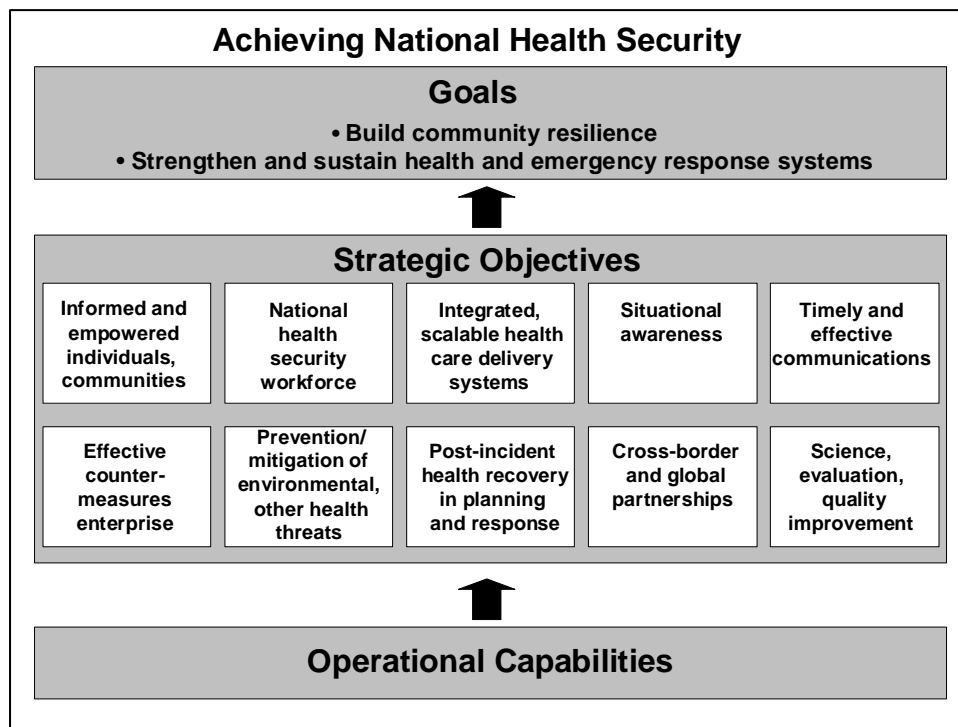 Achieving National Health Security
Goals
• Build community resilience
• Strengthen and sustain health and emergency response systems
Strategic Objectives
Informed and
empowered
individuals,
communities
National
health
security
workforce
Integrated,
scalable health
care delivery
systems
Situational
awareness
Timely and
effective
communications
Effective
counter-
measures
enterprise
Prevention/
mitigation of
environmental,
other health
threats
Post-incident
health recovery
in planning
and response
Cross-border
and global
partnerships
Science,
evaluation,
quality
improvement
Operational Capabilities